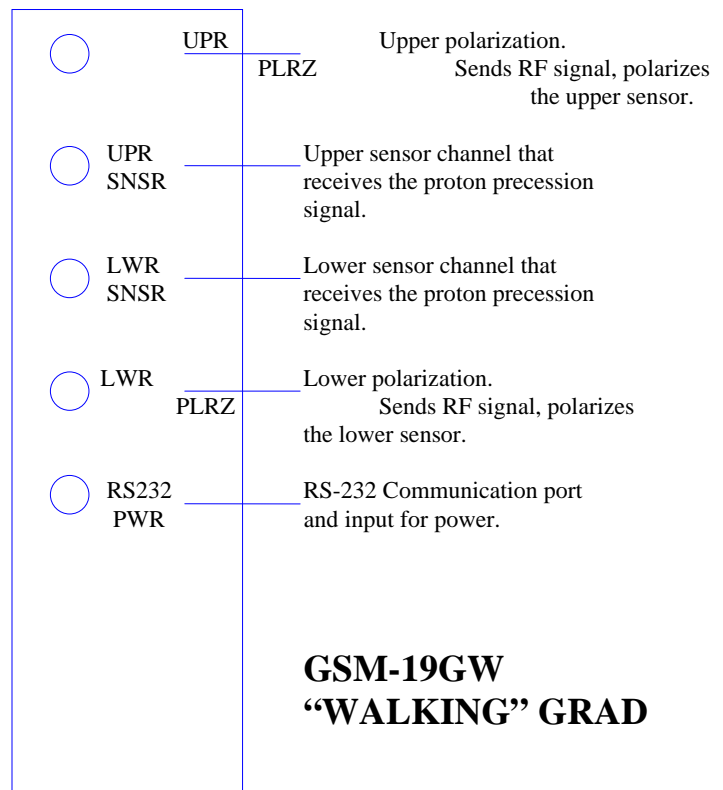 UPR
PLRZ
Upper polarization.
Sends RF signal, polarizes
the upper sensor.
UPR
SNSR
Upper sensor channel that
receives the proton precession
signal.
LWR
SNSR
Lower sensor channel that
receives the proton precession
signal.
LWR
PLRZ
Lower polarization.
Sends RF signal, polarizes
the lower sensor.
RS232
PWR
RS-232 Communication port
and input for power.
GSM-19GW
“WALKING” GRAD